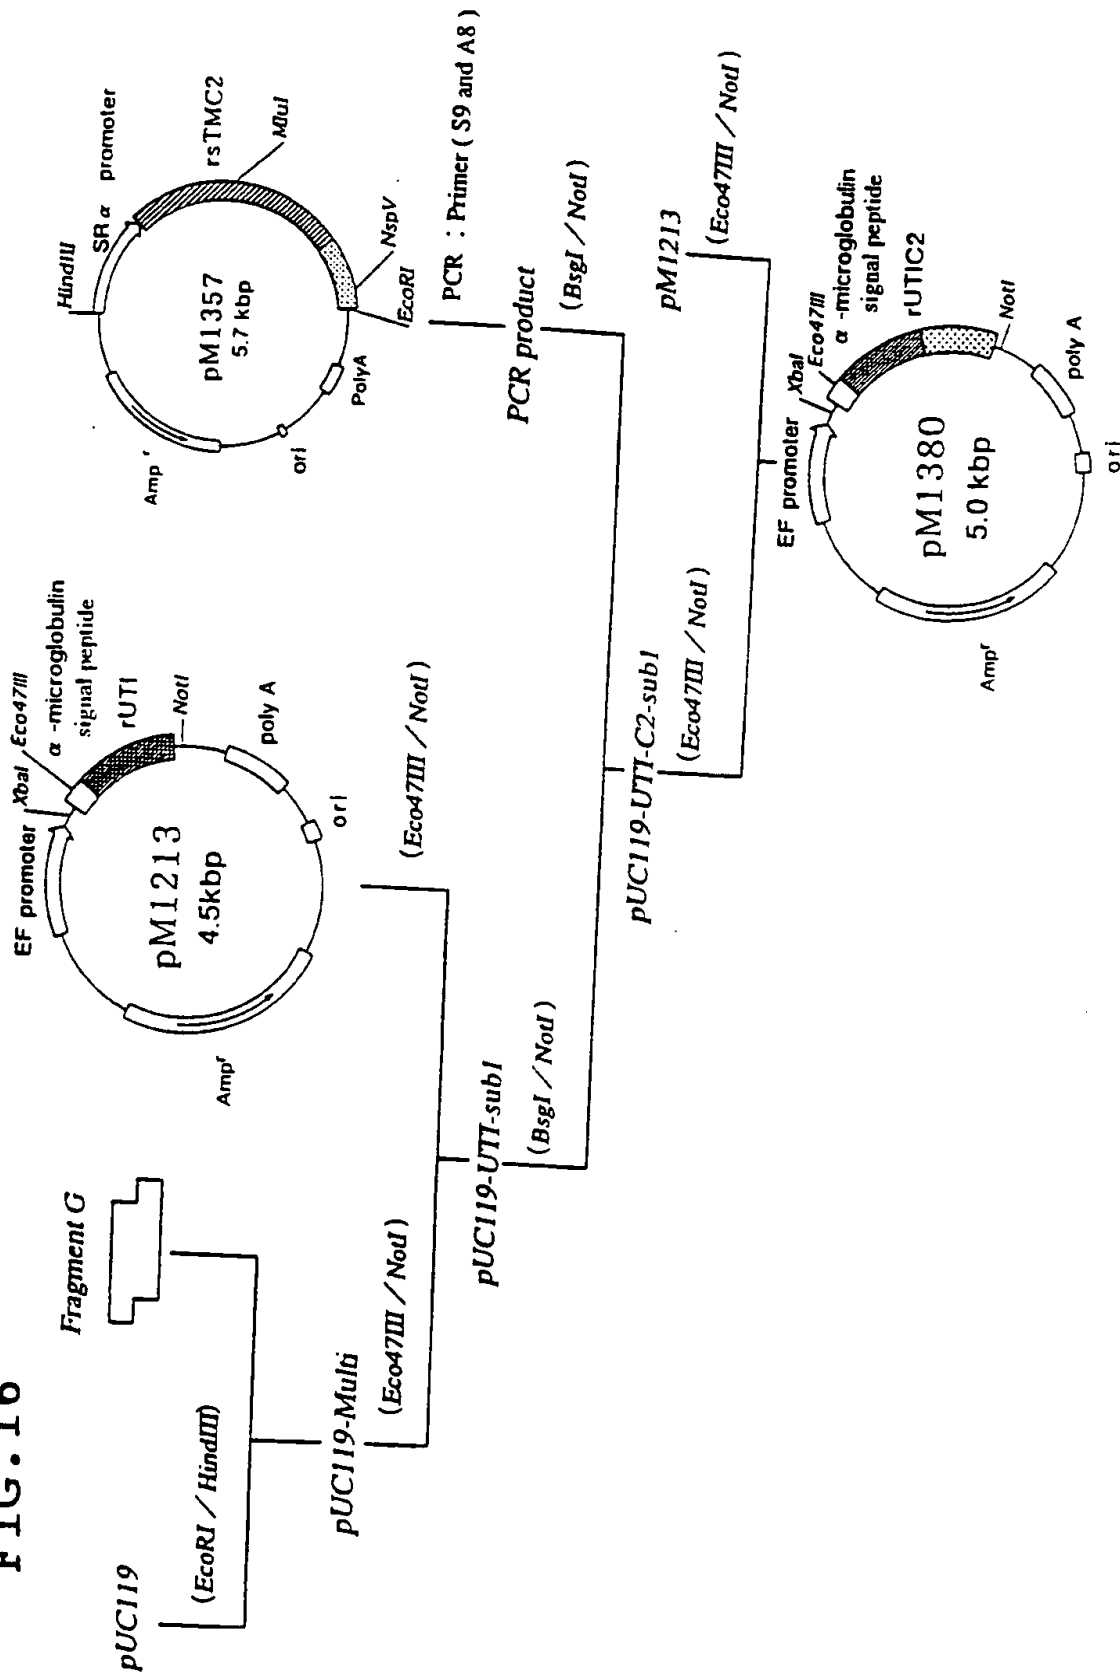 FIG.16
pUC119
(EcoRI / HindIII)
Fragment G
pUC119-Multi
(Eco47III / NotI)
EF promoter
XbaI
Eco47III
α -microglobulin
signal peptide
rUTI
NotI
poly A
ori
Ampʳ
pM1213
4.5kbp
(Eco47III / NotI)
pUC119-UTI-sub1
(BsgI / NotI)
HindIII
SR α promoter
rsTMC2
MluI
NspV
EcoRI
PolyA
ori
Amp ʳ
pM1357
5.7 kbp
PCR : Primer ( S9 and A8 )
PCR product
(BsgI / NotI)
pUC119-UTI-C2-sub1
(Eco47III / NotI)
pM1213
(Eco47III / NotI)
EF promoter
XbaI
Eco47III
α -microglobulin
signal peptide
rUTIC2
NotI
poly A
ori
Ampʳ
pM1380
5.0 kbp